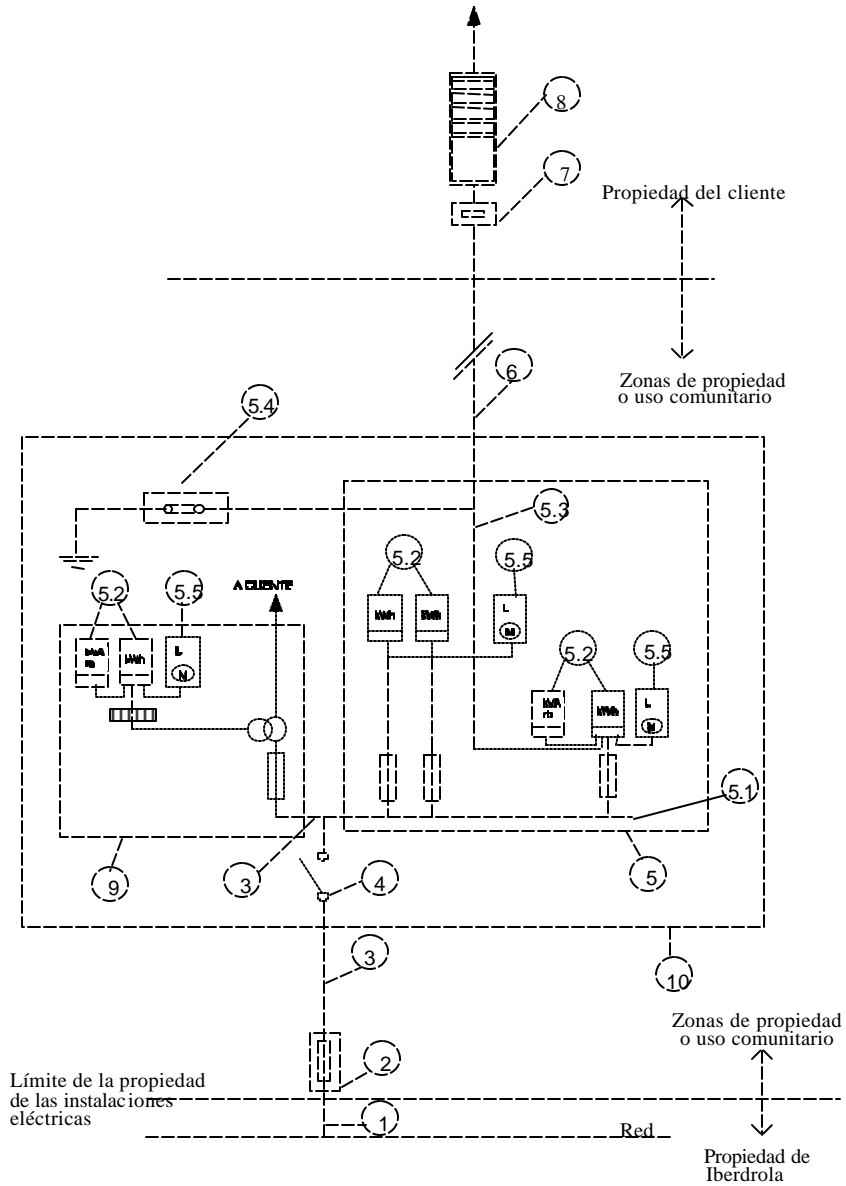 8
7
Propiedad del cliente
6
Zonas de propiedad
o uso comunitario
5.4
5.3
5.2
5.5
A CLIENTE
5.2
5.5
kWh
L
M
5.2
5.5
kWh
L
M
kWh
L
M
5.1
9
3
4
5
3
10
Zonas de propiedad
o uso comunitario
2
Límite de la propiedad
de las instalaciones
eléctricas
1
Red
Propiedad de
Iberdrola